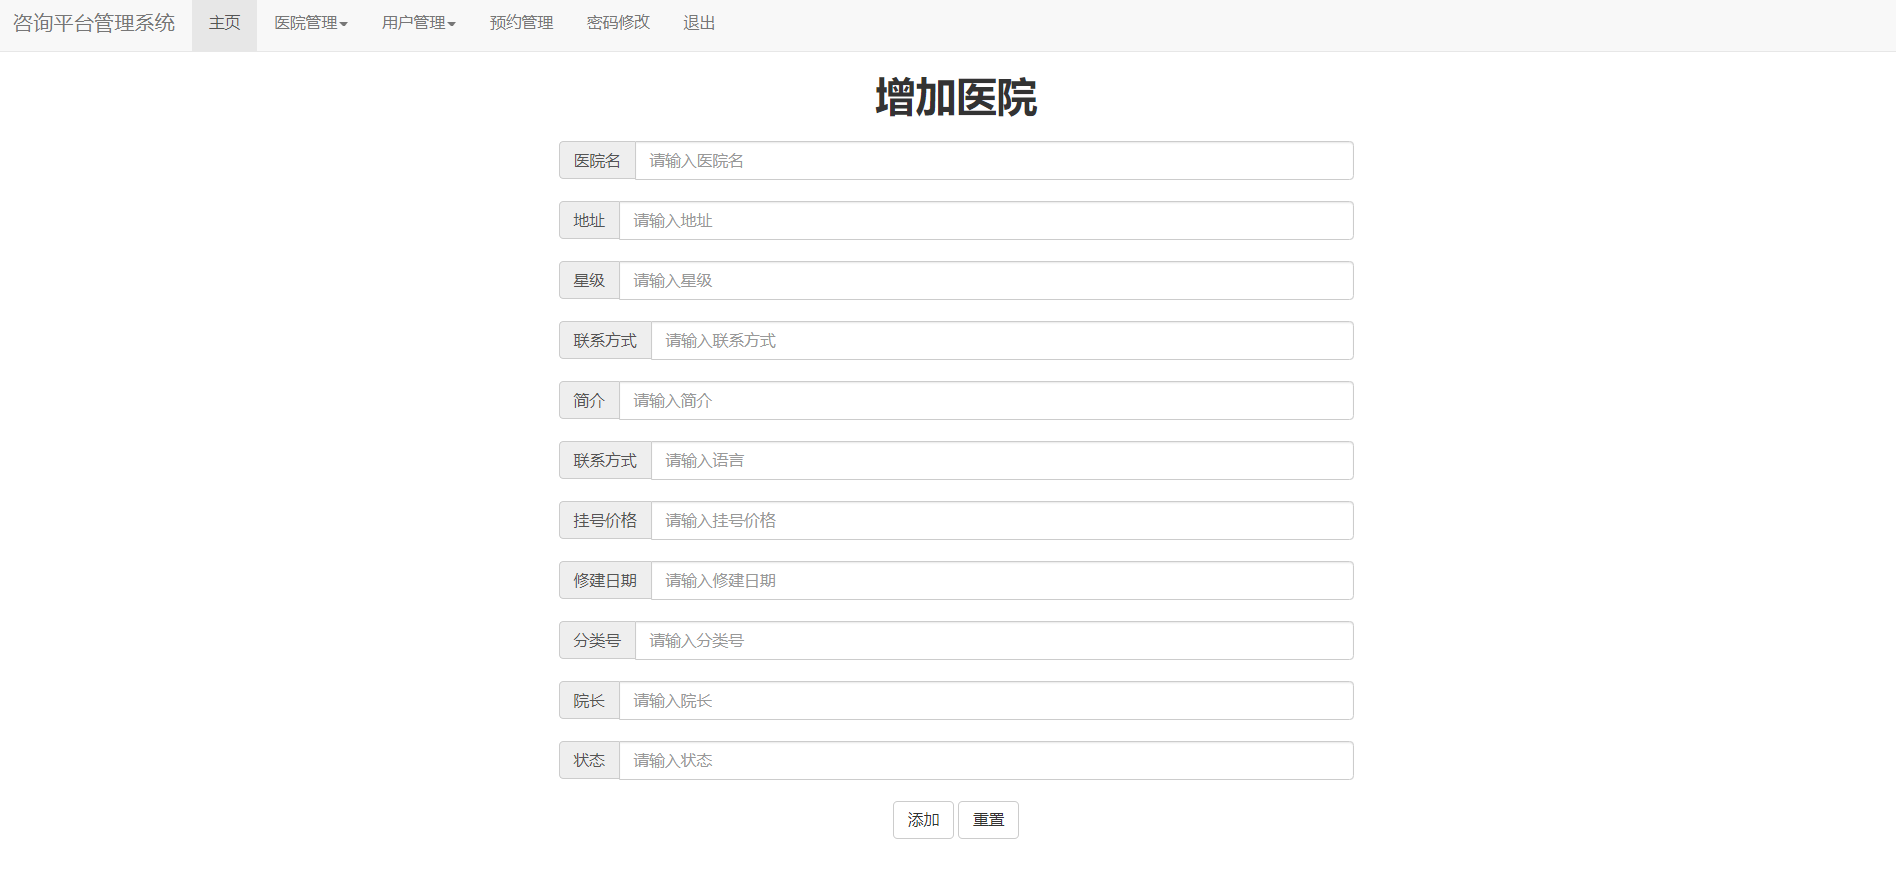 咨询平台管理系统 主页 医院管理 用户管理 预约管理 密码修改 退出
增加医院
医院名 请输入医院名
地址 请输入地址
星级 请输入星级
联系方式 请输入联系方式
简介 请输入简介
联系方式 请输入语言
挂号价格 请输入挂号价格
修建日期 请输入修建日期
分类号 请输入分类号
院长 请输入院长
状态 请输入状态
添加 重置